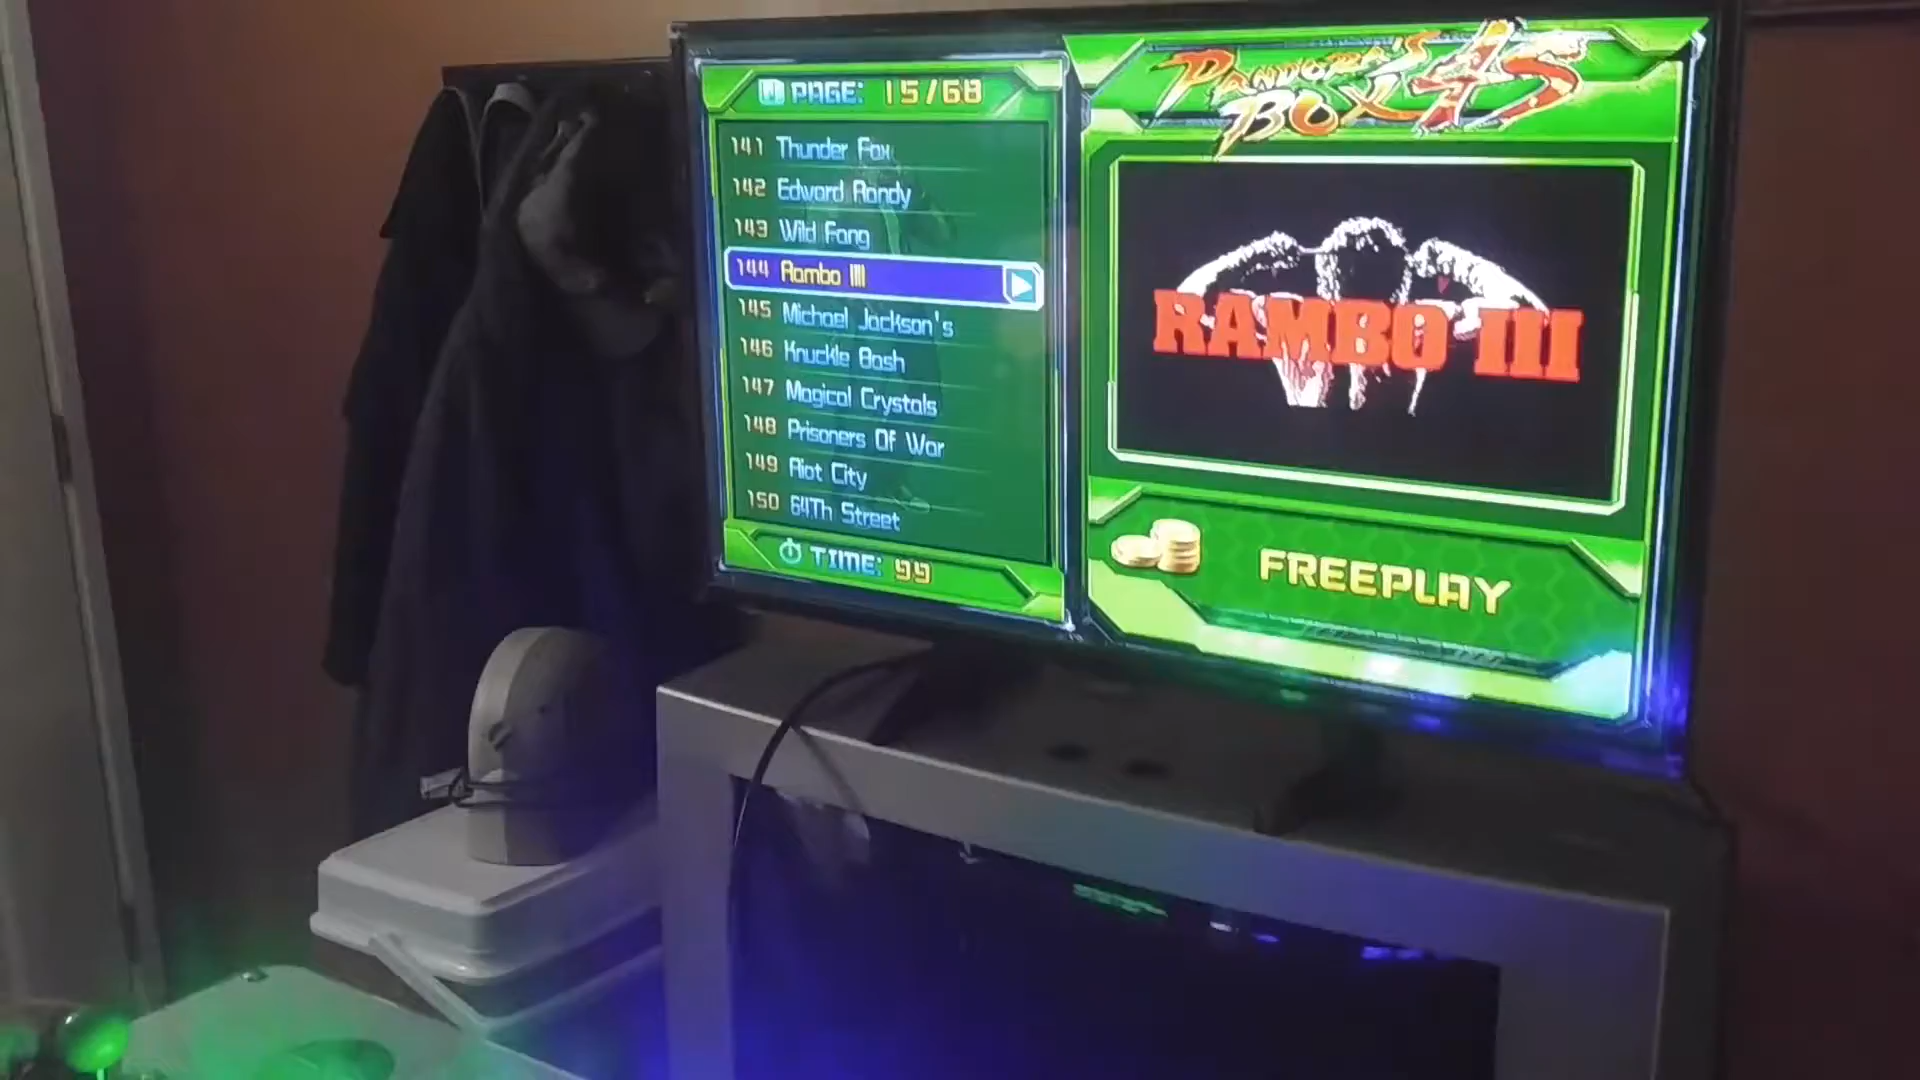 PAGE: 15/68
141 Thunder Fox
142 Edward Randy
143 Wild Fang
144 Rambo III
145 Michael Jackson's
146 Knuckle Bash
147 Magical Crystals
148 Prisoners Of War
149 Riot City
150 64Th Street
TIME: 99
PANDORA'S BOX 4S
RAMBO III
FREEPLAY